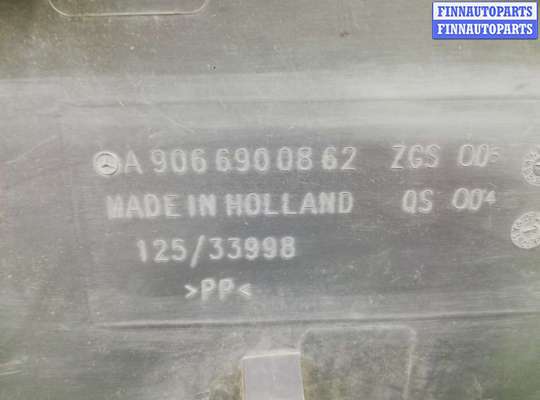 FINNAUTOPARTS
FINNAUTOPARTS
A 906 690 08 62 ZGS 005
MADE IN HOLLAND QS 004
125/33998
>PP<